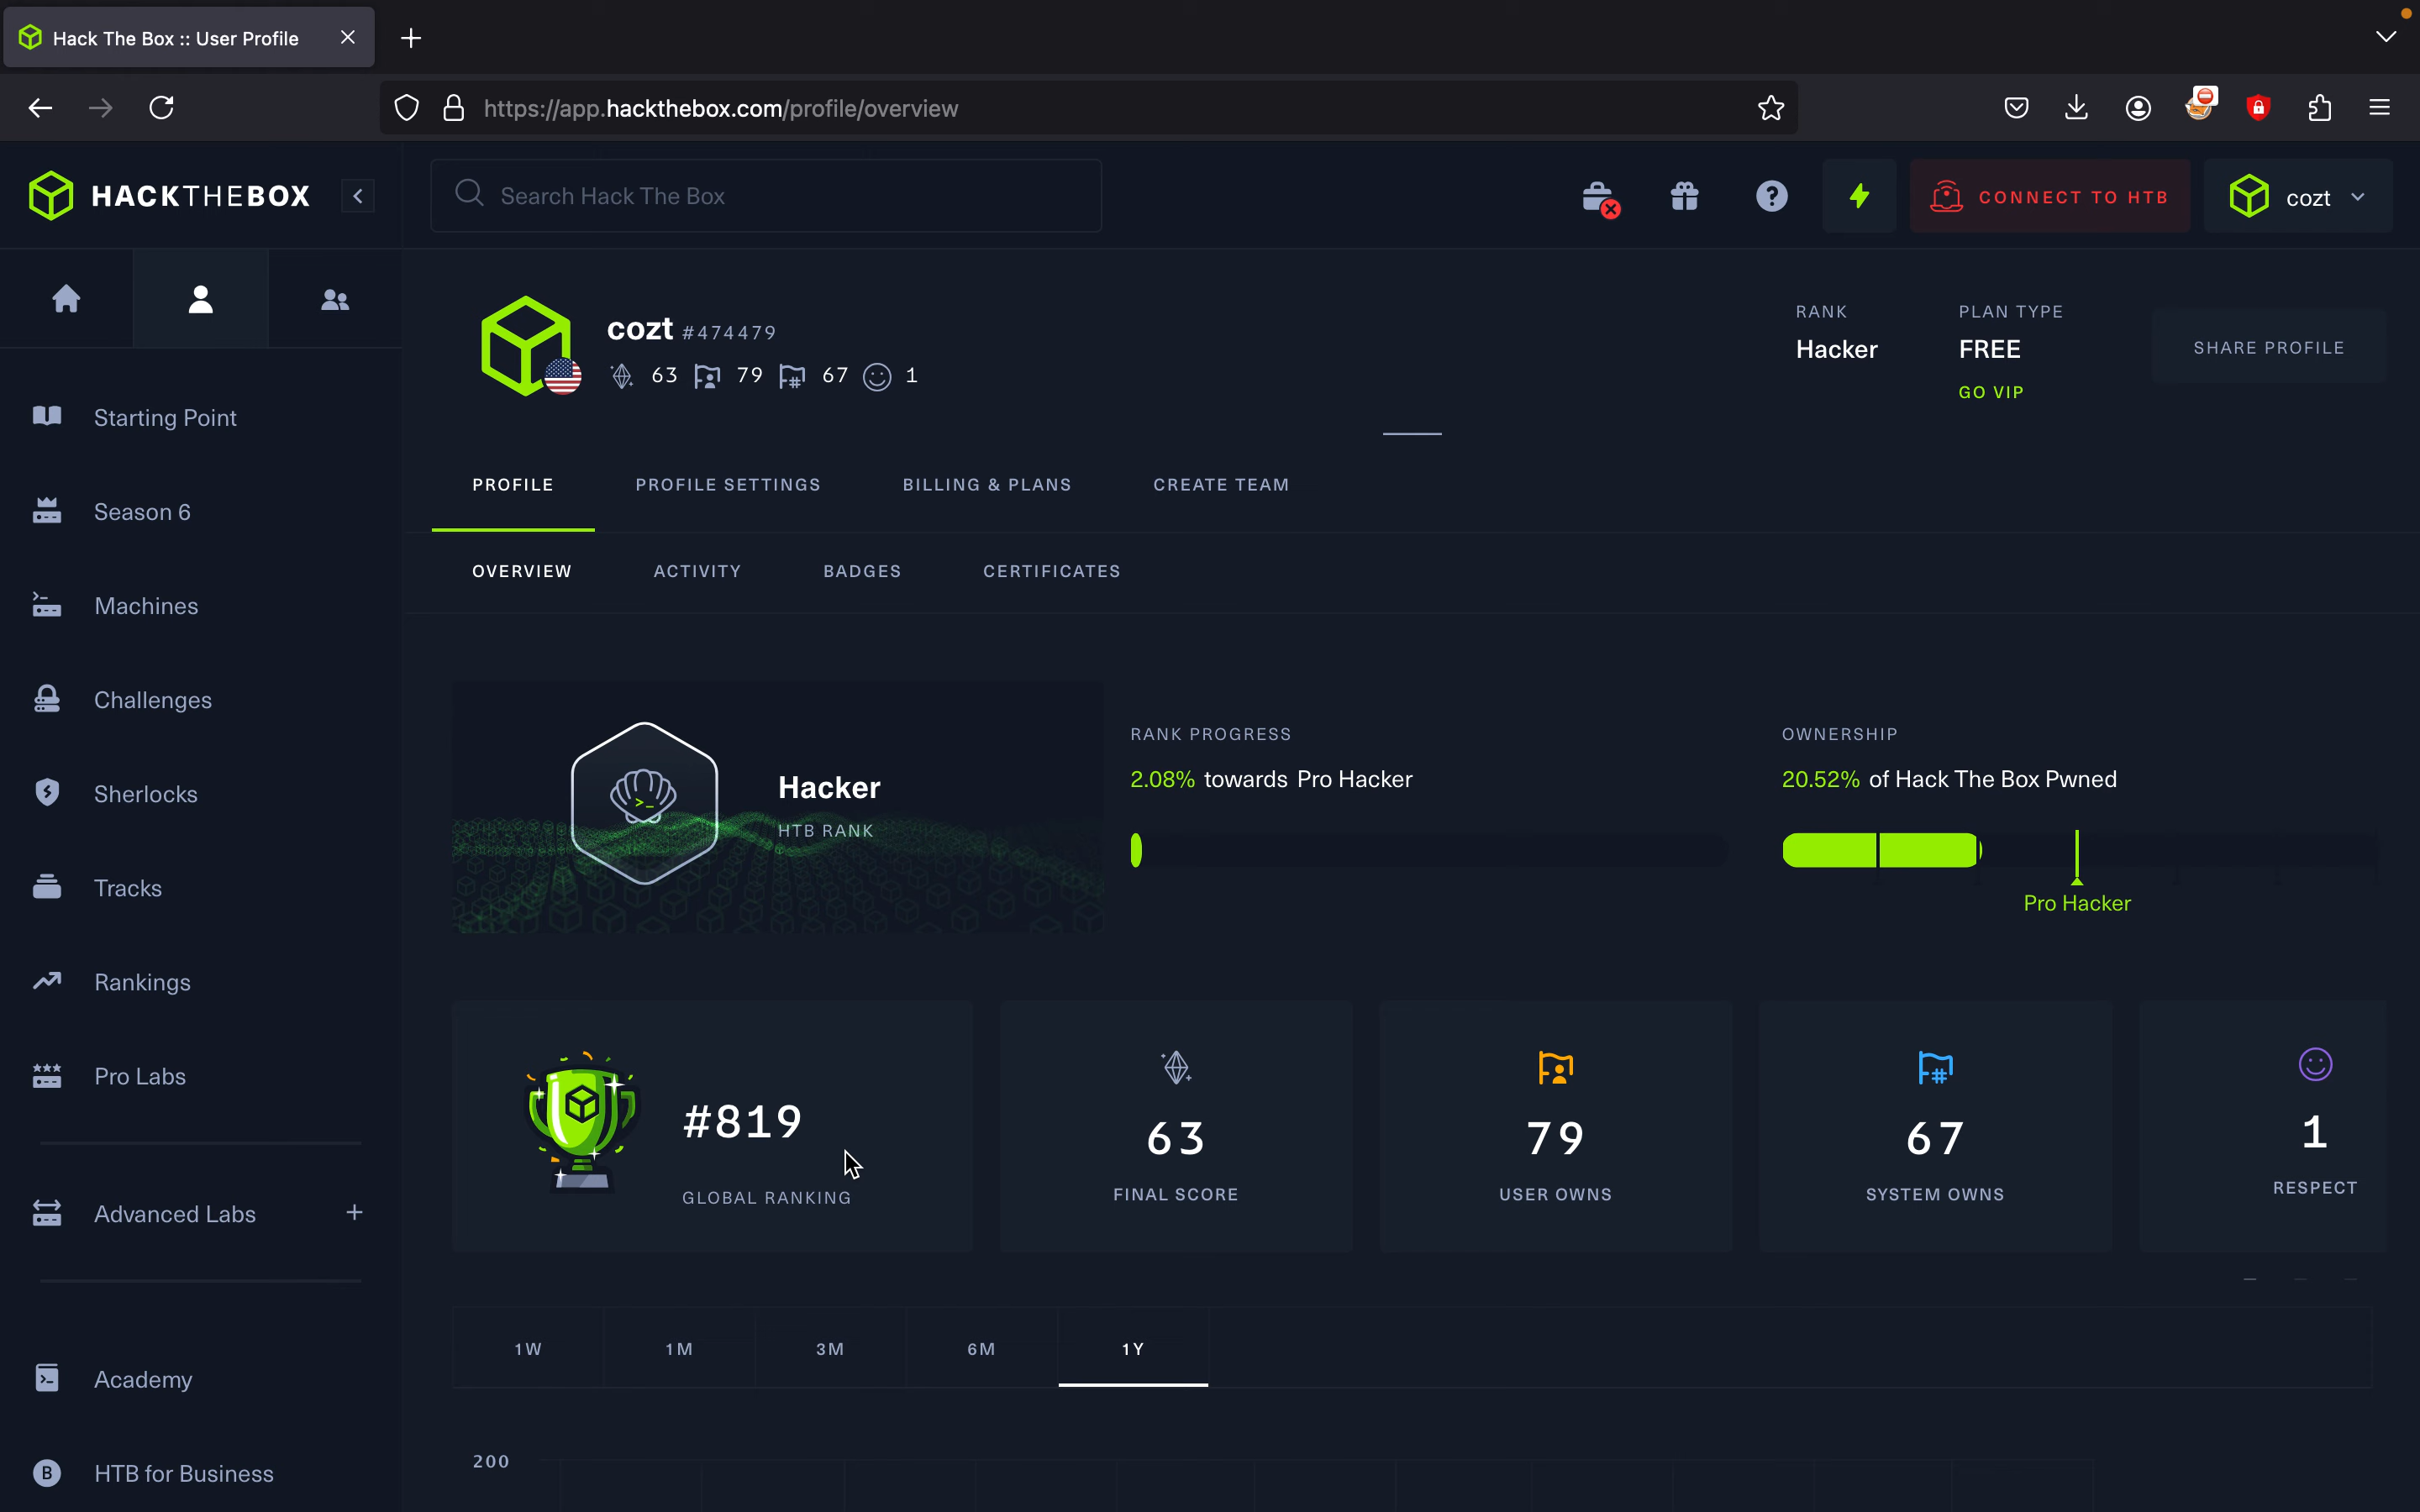 Hack The Box :: User Profile
https://app.hackthebox.com/profile/overview
HACKTHEBOX
Search Hack The Box
CONNECT TO HTB
cozt
cozt #474479
63 79 67 1
RANK
Hacker
PLAN TYPE
FREE
GO VIP
SHARE PROFILE
Starting Point
Season 6
Machines
Challenges
Sherlocks
Tracks
Rankings
Pro Labs
Advanced Labs +
Academy
B HTB for Business
PROFILE PROFILE SETTINGS BILLING & PLANS CREATE TEAM
OVERVIEW ACTIVITY BADGES CERTIFICATES
>_
Hacker
HTB RANK
RANK PROGRESS
2.08% towards Pro Hacker
OWNERSHIP
20.52% of Hack The Box Pwned
Pro Hacker
#819
GLOBAL RANKING
63
FINAL SCORE
79
USER OWNS
67
SYSTEM OWNS
1
RESPECT
1W 1M 3M 6M 1Y
200